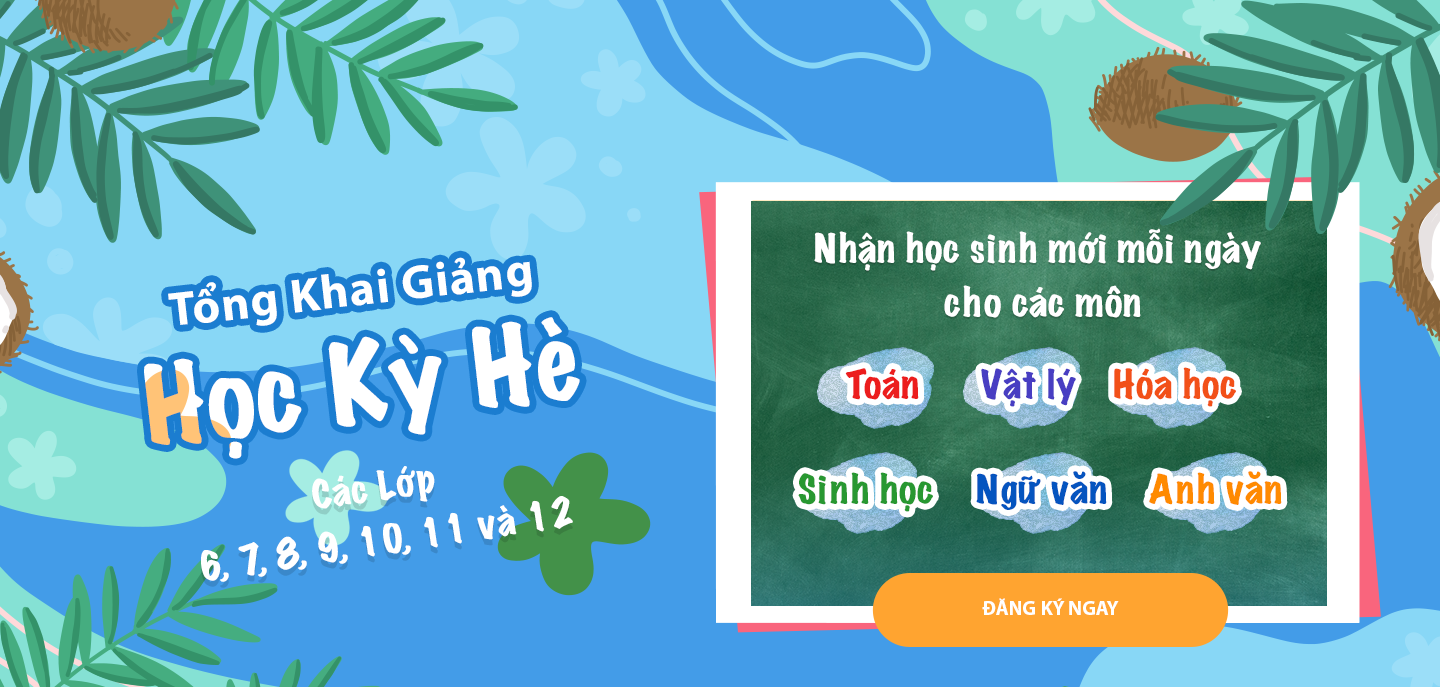 Tổng Khai Giảng
Học Kỳ Hè
Các Lớp
6, 7, 8, 9, 10, 11 và 12
Nhận học sinh mới mỗi ngày
cho các môn
Toán Vật lý Hóa học
Sinh học Ngữ văn Anh văn
ĐĂNG KÝ NGAY